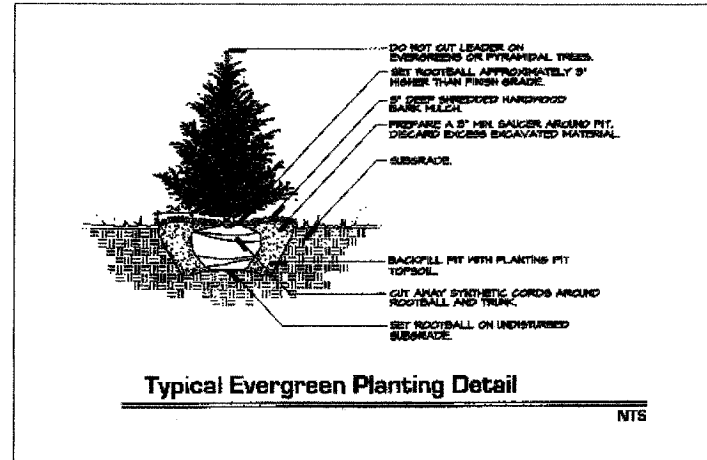 DO NOT CUT LEADER ON
EVERGREENS OR PYRAMIDAL TREES.
SET ROOTBALL APPROXIMATELY 3"
HIGHER THAN FINISH GRADE.
3" DEEP SHREDDED HARDWOOD
BARK MULCH.
PREPARE A 3" MIN. SAUCER AROUND PIT.
DISCARD EXCESS EXCAVATED MATERIAL.
SUBGRADE.
BACKFILL PIT WITH PLANTING PIT
TOPSOIL.
CUT AWAY SYNTHETIC CORDS AROUND
ROOTBALL AND TRUNK.
SET ROOTBALL ON UNDISTURBED
SUBGRADE.
Typical Evergreen Planting Detail
NTS